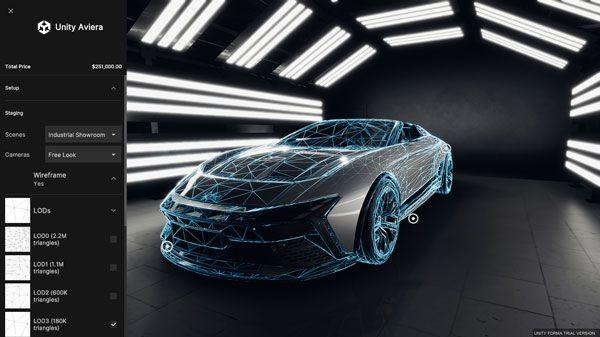 Unity Aviera
Total Price $251,000.00
Setup
Staging
Scenes Industrial Showroom
Cameras Free Look
Wireframe
Yes
LODs
LOD0 (2.2M
triangles)
LOD1 (1.1M
triangles)
LOD2 (600K
triangles)
LOD3 (180K
triangles)
UNITY FORMA TRIAL VERSION